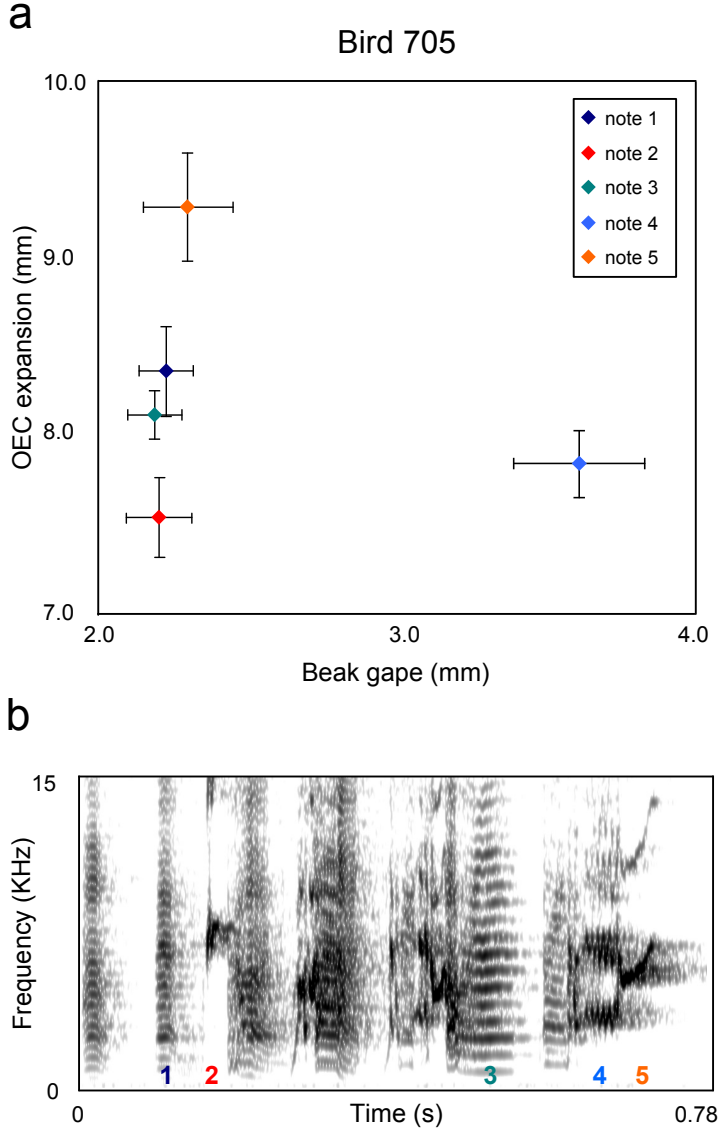 a
Bird 705
10.0
9.0
8.0
7.0
OEC expansion (mm)
note 1
note 2
note 3
note 4
note 5
2.0 3.0 4.0
Beak gape (mm)
b
15
0
Frequency (KHz)
1 2 3 4 5
0 Time (s) 0.78